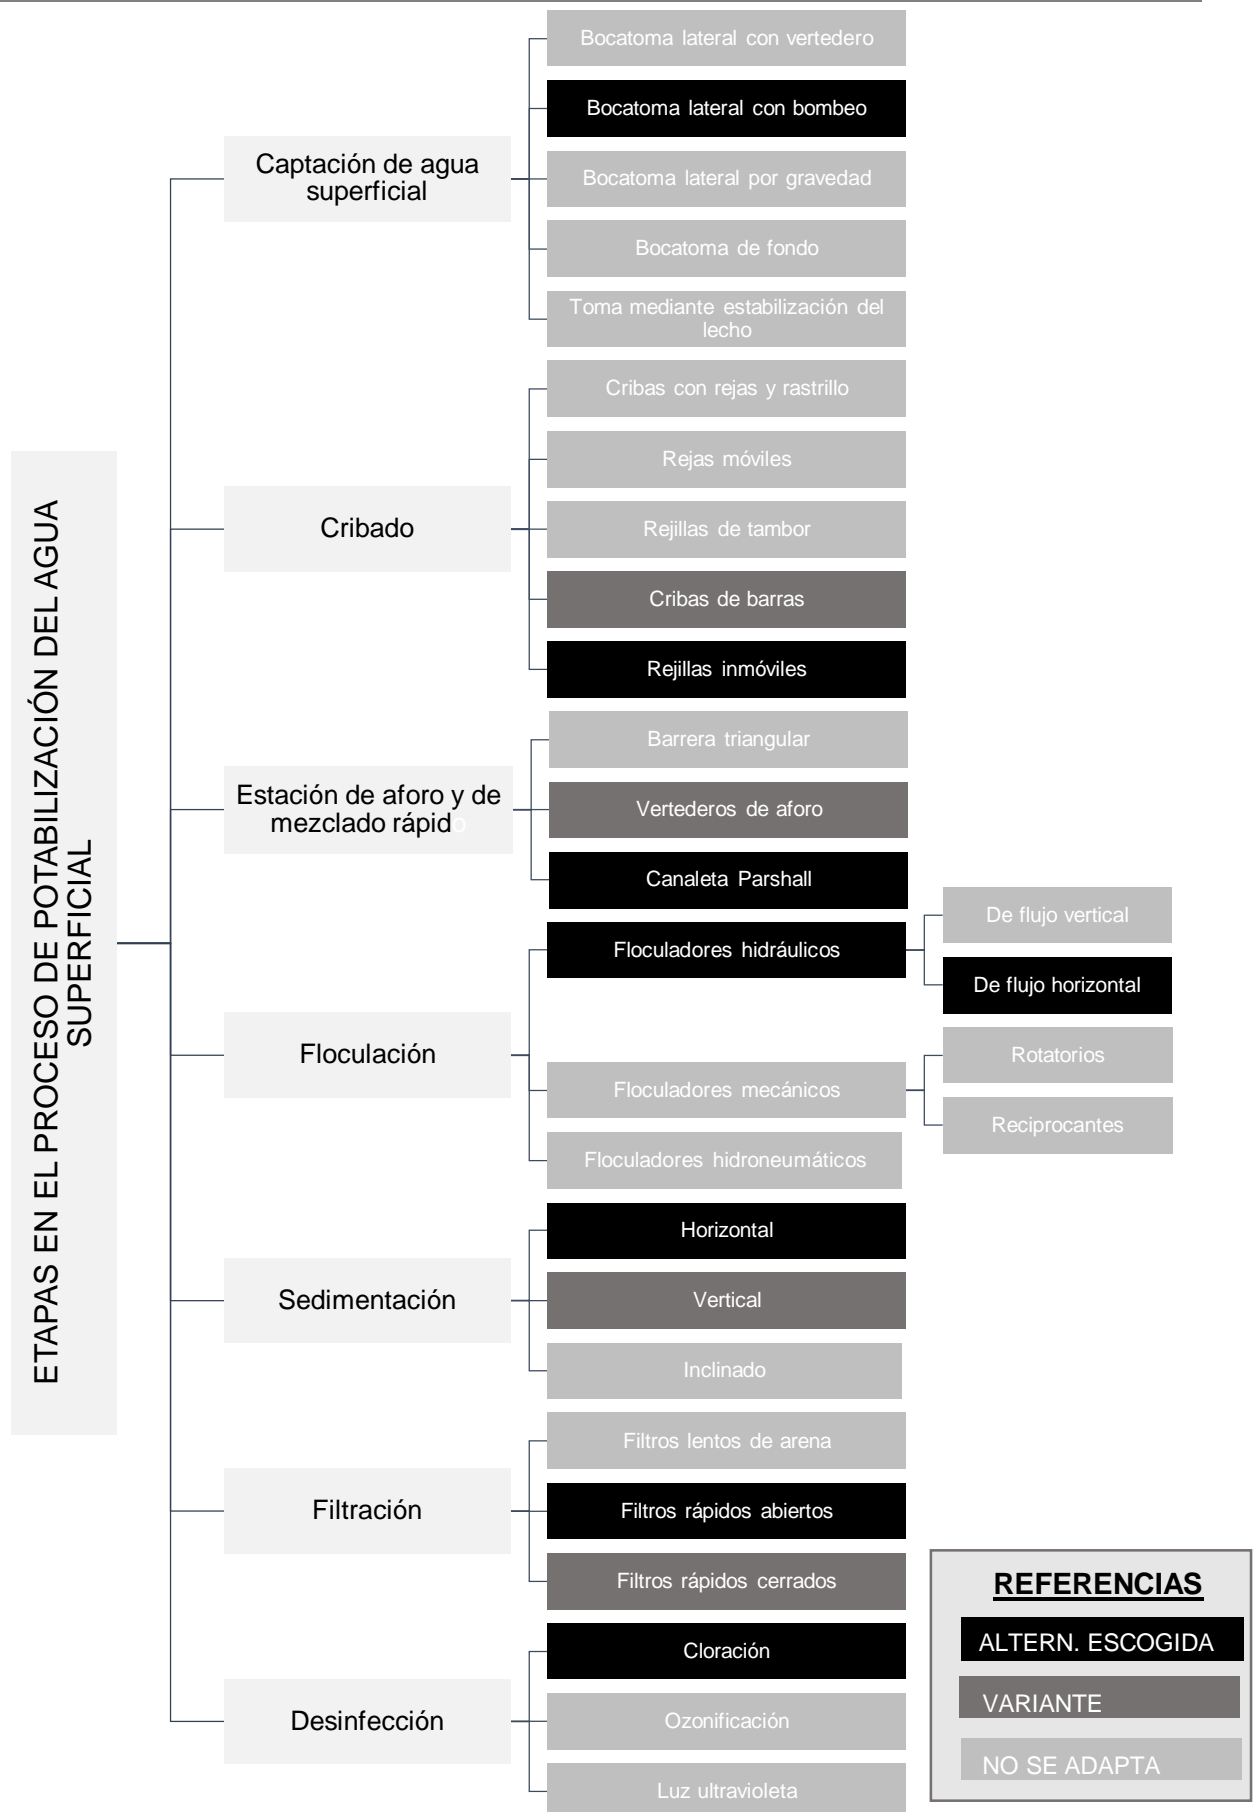 ETAPAS EN EL PROCESO DE POTABILIZACIÓN DEL AGUA
SUPERFICIAL
Captación de agua
superficial
Bocatoma lateral con vertedero
Bocatoma lateral con bombeo
Bocatoma lateral por gravedad
Bocatoma de fondo
Toma mediante estabilización del
lecho
Cribado
Cribas con rejas y rastrillo
Rejas móviles
Rejillas de tambor
Cribas de barras
Rejillas inmóviles
Estación de aforo y de
mezclado rápido
Barrera triangular
Vertederos de aforo
Canaleta Parshall
Floculación
Floculadores hidráulicos
De flujo vertical
De flujo horizontal
Floculadores mecánicos
Rotatorios
Reciprocantes
Floculadores hidroneumáticos
Sedimentación
Horizontal
Vertical
Inclinado
Filtración
Filtros lentos de arena
Filtros rápidos abiertos
Filtros rápidos cerrados
Desinfección
Cloración
Ozonificación
Luz ultravioleta
REFERENCIAS
ALTERN. ESCOGIDA
VARIANTE
NO SE ADAPTA